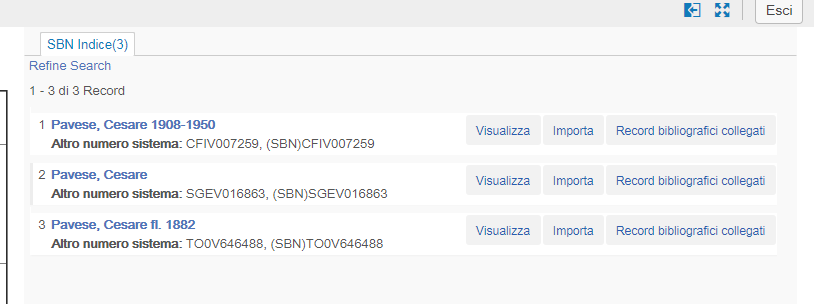 Esci
SBN Indice(3)
Refine Search
1 - 3 di 3 Record
1 Pavese, Cesare 1908-1950
Altro numero sistema: CFIV007259, (SBN)CFIV007259
Visualizza Importa Record bibliografici collegati
2 Pavese, Cesare
Altro numero sistema: SGEV016863, (SBN)SGEV016863
Visualizza Importa Record bibliografici collegati
3 Pavese, Cesare fl. 1882
Altro numero sistema: TO0V646488, (SBN)TO0V646488
Visualizza Importa Record bibliografici collegati